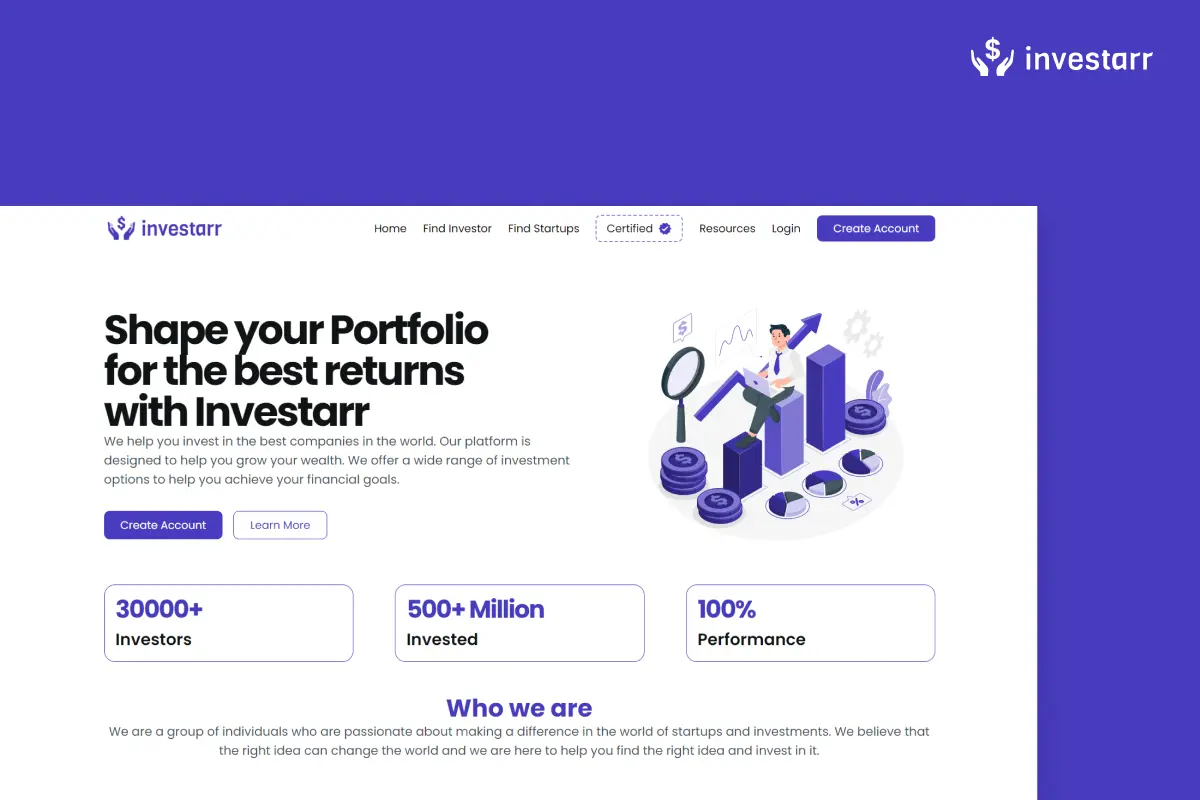 investarr
investarr
Home Find Investor Find Startups Certified Resources Login Create Account
Shape your Portfolio
for the best returns
with Investarr
We help you invest in the best companies in the world. Our platform is
designed to help you grow your wealth. We offer a wide range of investment
options to help you achieve your financial goals.
Create Account Learn More
30000+
Investors
500+ Million
Invested
100%
Performance
Who we are
We are a group of individuals who are passionate about making a difference in the world of startups and investments. We believe that
the right idea can change the world and we are here to help you find the right idea and invest in it.